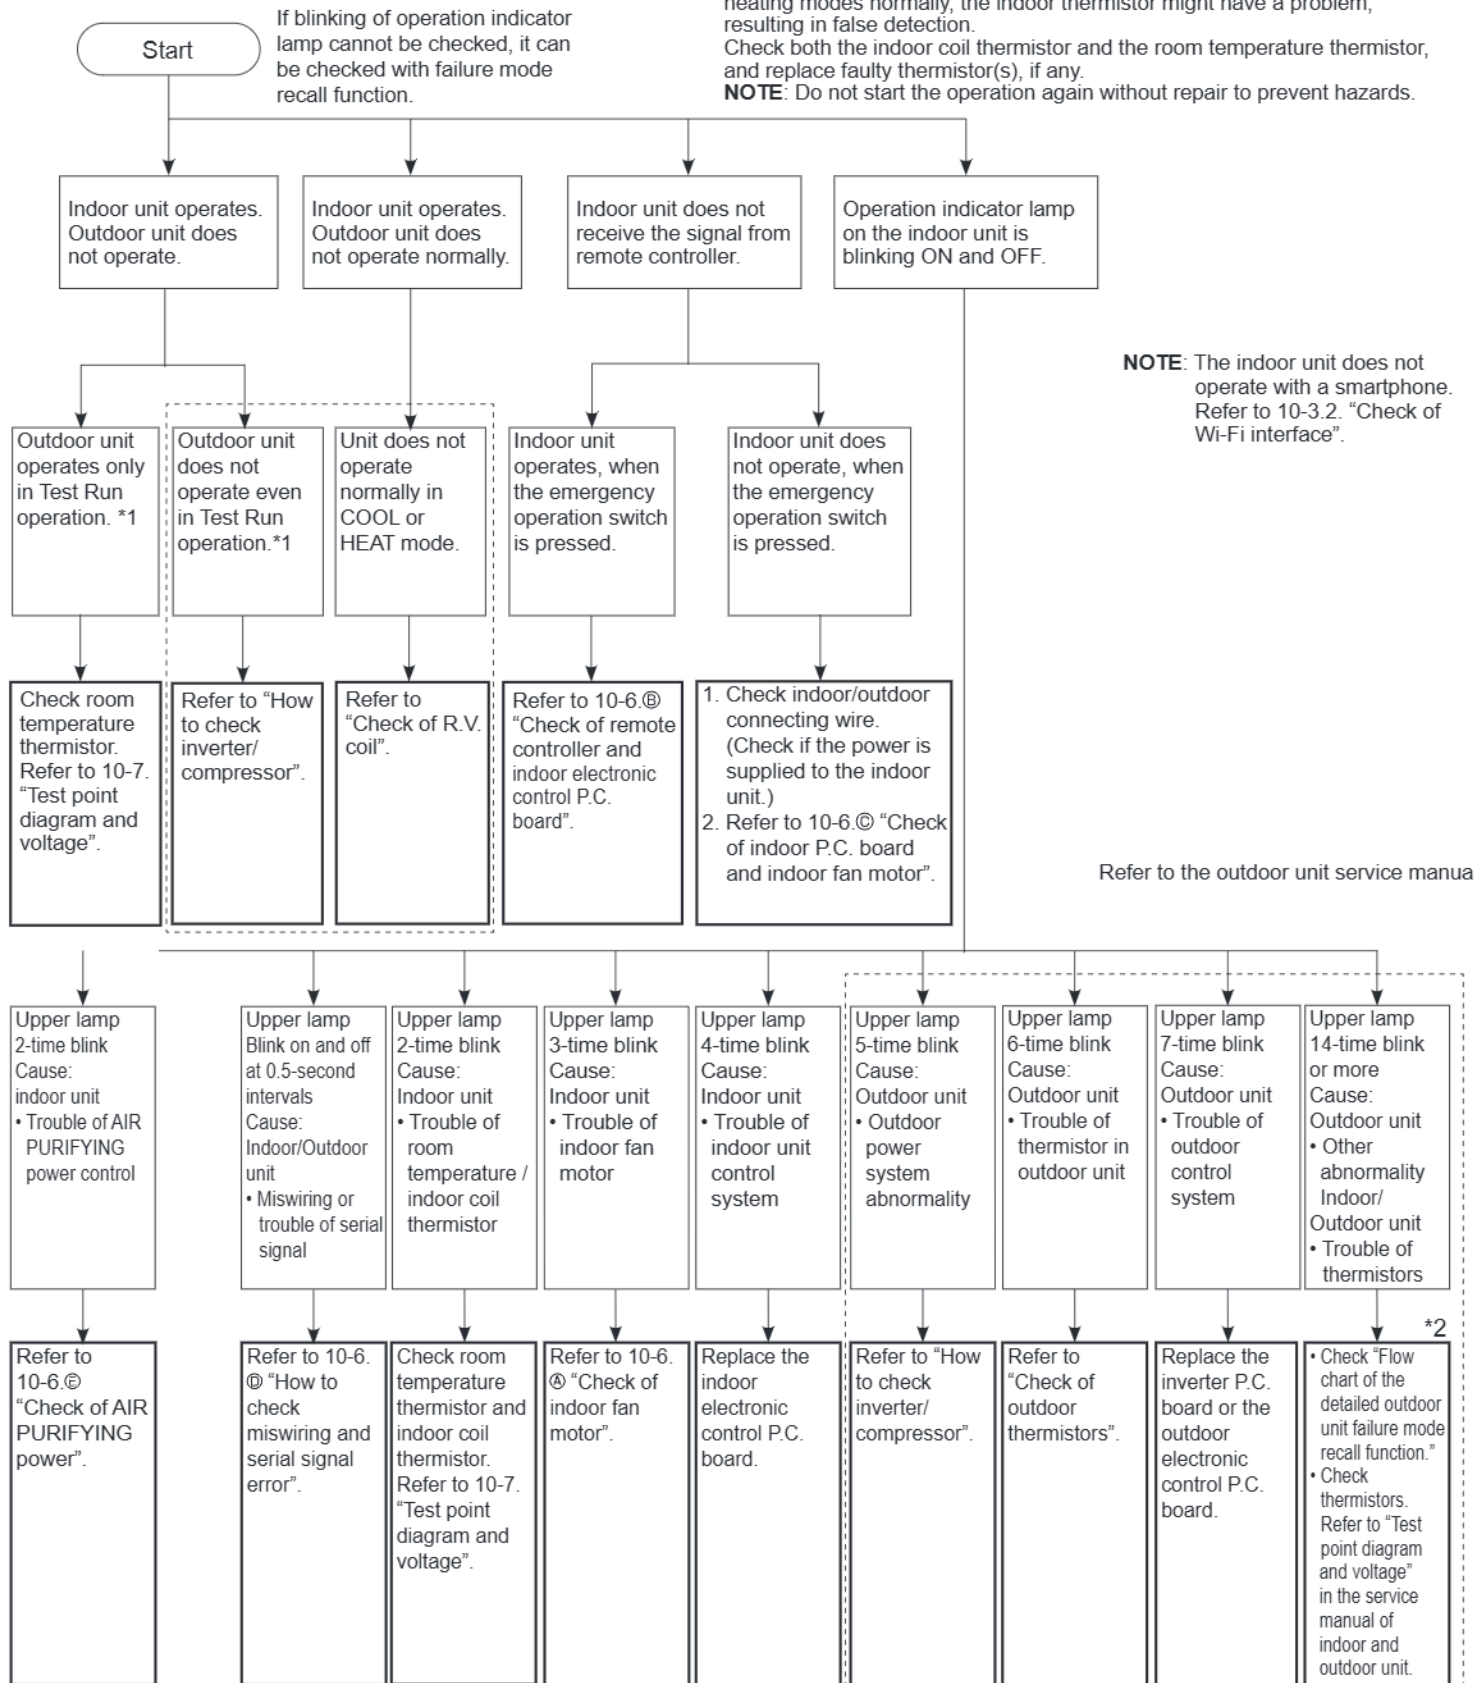 Start
If blinking of operation indicator
lamp cannot be checked, it can
be checked with failure mode
recall function.
heating modes normally, the indoor thermistor might have a problem,
resulting in false detection.
Check both the indoor coil thermistor and the room temperature thermistor,
and replace faulty thermistor(s), if any.
NOTE: Do not start the operation again without repair to prevent hazards.
Indoor unit operates.
Outdoor unit does
not operate.
Indoor unit operates.
Outdoor unit does
not operate normally.
Indoor unit does not
receive the signal from
remote controller.
Operation indicator lamp
on the indoor unit is
blinking ON and OFF.
NOTE: The indoor unit does not
operate with a smartphone.
Refer to 10-3.2. “Check of
Wi-Fi interface”.
Outdoor unit
operates only
in Test Run
operation. *1
Outdoor unit
does not
operate even
in Test Run
operation.*1
Unit does not
operate
normally in
COOL or
HEAT mode.
Indoor unit
operates, when
the emergency
operation switch
is pressed.
Indoor unit does
not operate, when
the emergency
operation switch
is pressed.
Check room
temperature
thermistor.
Refer to 10-7.
“Test point
diagram and
voltage”.
Refer to “How
to check
inverter/
compressor”.
Refer to
“Check of R.V.
coil”.
Refer to 10-6.Ⓑ
“Check of remote
controller and
indoor electronic
control P.C.
board”.
1. Check indoor/outdoor
connecting wire.
(Check if the power is
supplied to the indoor
unit.)
2. Refer to 10-6.Ⓒ “Check
of indoor P.C. board
and indoor fan motor”.
Refer to the outdoor unit service manua
Upper lamp
2-time blink
Cause:
indoor unit
• Trouble of AIR
PURIFYING
power control
Upper lamp
Blink on and off
at 0.5-second
intervals
Cause:
Indoor/Outdoor
unit
• Miswiring or
trouble of serial
signal
Upper lamp
2-time blink
Cause:
Indoor unit
• Trouble of
room
temperature /
indoor coil
thermistor
Upper lamp
3-time blink
Cause:
Indoor unit
• Trouble of
indoor fan
motor
Upper lamp
4-time blink
Cause:
Indoor unit
• Trouble of
indoor unit
control
system
Upper lamp
5-time blink
Cause:
Outdoor unit
• Outdoor
power
system
abnormality
Upper lamp
6-time blink
Cause:
Outdoor unit
• Trouble of
thermistor in
outdoor unit
Upper lamp
7-time blink
Cause:
Outdoor unit
• Trouble of
outdoor
control
system
Upper lamp
14-time blink
or more
Cause:
Outdoor unit
• Other
abnormality
Indoor/
Outdoor unit
• Trouble of
thermistors
*2
Refer to
10-6.Ⓔ
“Check of AIR
PURIFYING
power”.
Refer to 10-6.
Ⓓ “How to
check
miswiring and
serial signal
error”.
Check room
temperature
thermistor and
indoor coil
thermistor.
Refer to 10-7.
“Test point
diagram and
voltage”.
Refer to 10-6.
Ⓐ “Check of
indoor fan
motor”.
Replace the
indoor
electronic
control P.C.
board.
Refer to “How
to check
inverter/
compressor”.
Refer to
“Check of
outdoor
thermistors”.
Replace the
inverter P.C.
board or the
outdoor
electronic
control P.C.
board.
• Check “Flow
chart of the
detailed outdoor
unit failure mode
recall function.”
• Check
thermistors.
Refer to “Test
point diagram
and voltage”
in the service
manual of
indoor and
outdoor unit.